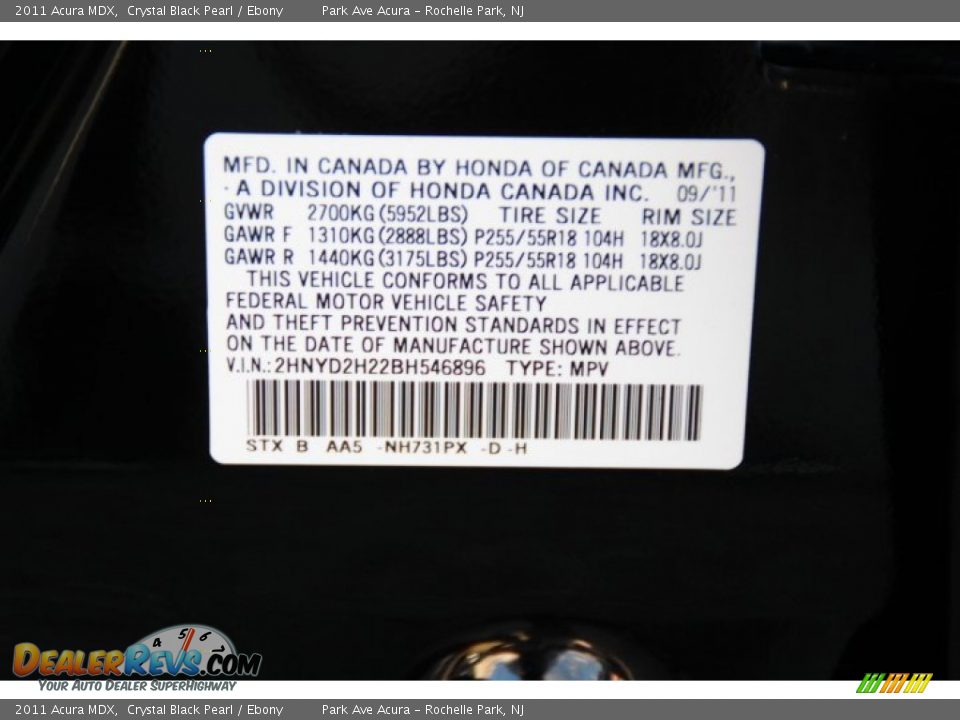 2011 Acura MDX, Crystal Black Pearl / Ebony Park Ave Acura - Rochelle Park, NJ
MFD. IN CANADA BY HONDA OF CANADA MFG.,
A DIVISION OF HONDA CANADA INC. 09/'11
GVWR 2700KG(5952LBS) TIRE SIZE RIM SIZE
GAWR F 1310KG(2888LBS) P255/55R18 104H 18X8.0J
GAWR R 1440KG(3175LBS) P255/55R18 104H 18X8.0J
THIS VEHICLE CONFORMS TO ALL APPLICABLE
FEDERAL MOTOR VEHICLE SAFETY
AND THEFT PREVENTION STANDARDS IN EFFECT
ON THE DATE OF MANUFACTURE SHOWN ABOVE.
V.I.N.: 2HNYD2H22BH546896 TYPE: MPV
STX B AA5 -NH731PX -D -H
4 5 6
DEALERREVS.COM
YOUR AUTO DEALER SUPERHIGHWAY
2011 Acura MDX, Crystal Black Pearl / Ebony Park Ave Acura - Rochelle Park, NJ